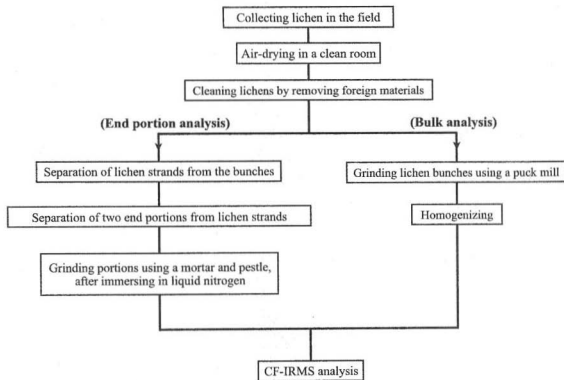 Collecting lichen in the field
Air-drying in a clean room
Cleaning lichens by removing foreign materials
(End portion analysis)
(Bulk analysis)
Separation of lichen strands from the bunches
Grinding lichen bunches using a puck mill
Separation of two end portions from lichen strands
Homogenizing
Grinding portions using a mortar and pestle,
after immersing in liquid nitrogen
CF-IRMS analysis